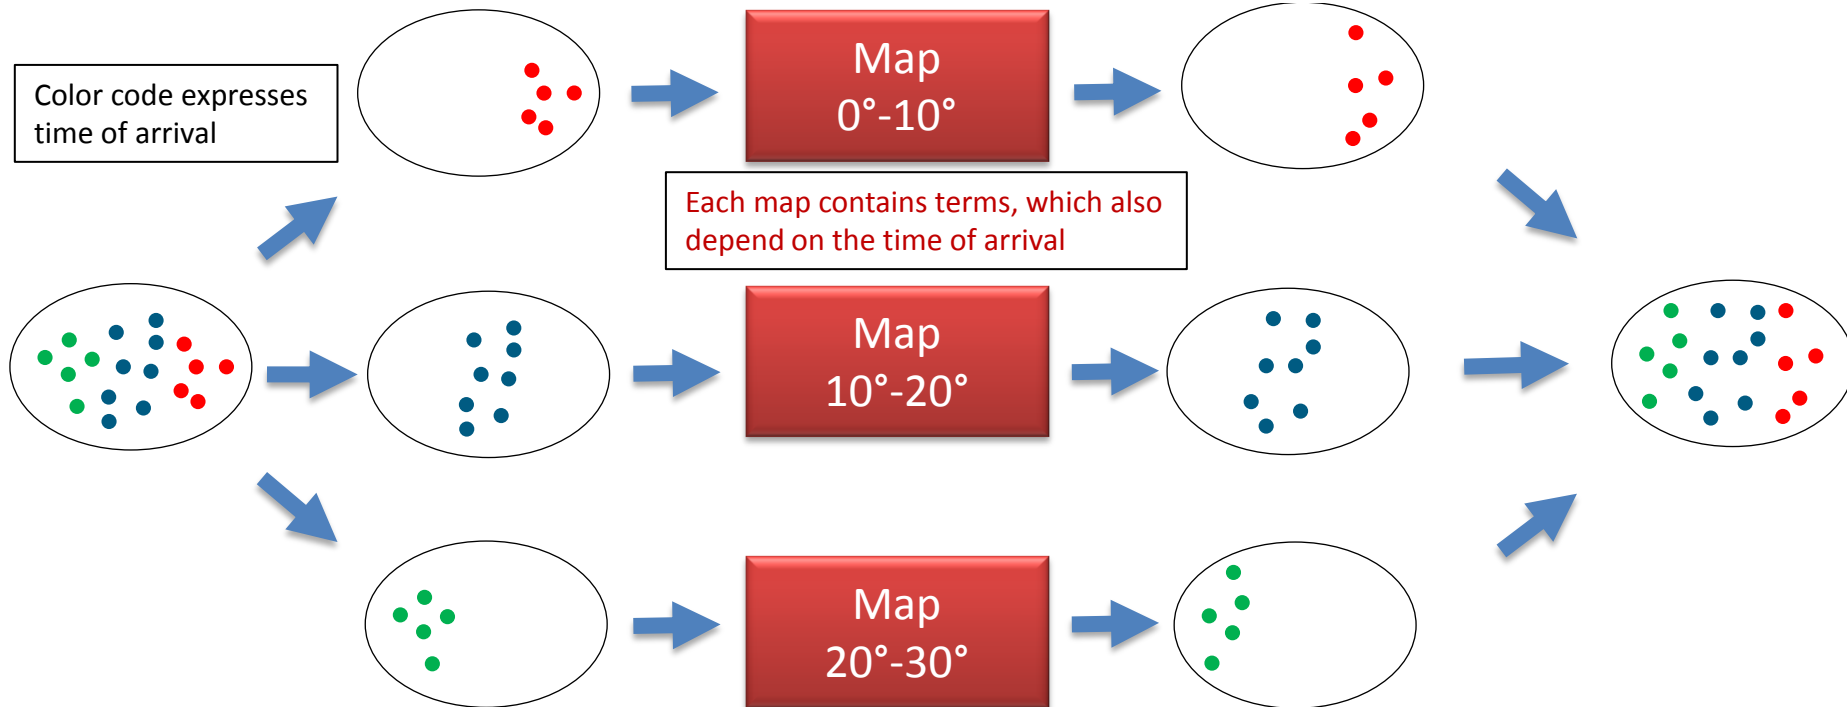 Color code expresses
time of arrival
Map
0°-10°
Each map contains terms, which also
depend on the time of arrival
Map
10°-20°
Map
20°-30°